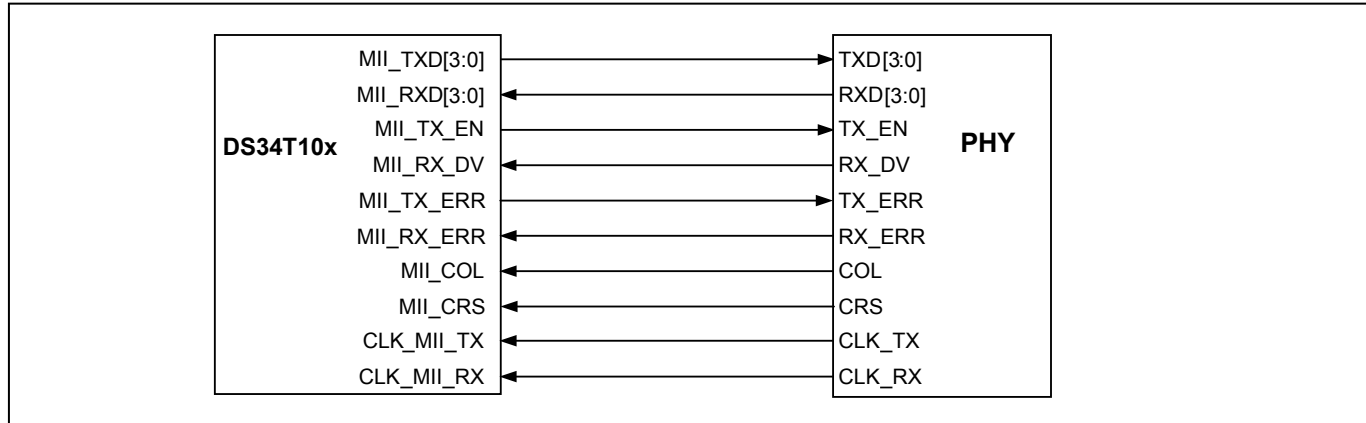 MII_TXD[3:0] TXD[3:0]
MII_RXD[3:0] RXD[3:0]
MII_TX_EN TX_EN
DS34T10x PHY
MII_RX_DV RX_DV
MII_TX_ERR TX_ERR
MII_RX_ERR RX_ERR
MII_COL COL
MII_CRS CRS
CLK_MII_TX CLK_TX
CLK_MII_RX CLK_RX